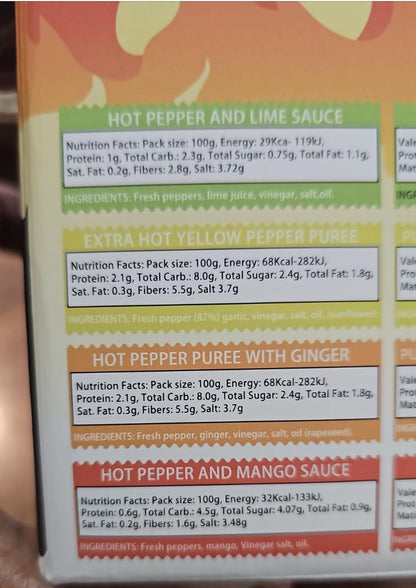 HOT PEPPER AND LIME SAUCE
Nutrition Facts: Pack size: 100g, Energy: 29Kca- 119kJ,
Protein: 1g, Total Carb.: 2.3g, Total Sugar: 0.75g, Total Fat: 1.1g,
Sat. Fat: 0.2g, Fibers: 2.8g, Salt: 3.72g
INGREDIENTS: Fresh peppers, lime juice, vinegar, salt,oil.
EXTRA HOT YELLOW PEPPER PUREE
Nutrition Facts: Pack size: 100g, Energy: 68Kcal-282kJ,
Protein: 2.1g, Total Carb: 8.0g, Total Sugar: 2.4g, Total Fat: 1.8g,
Sat. Fat: 0.3g, Fibers: 5.5g, Salt 3.7g
INGREDIENTS: Fresh pepper (87%) garlic, vinegar, salt, oil, (sunflower)
HOT PEPPER PUREE WITH GINGER
Nutrition Facts: Pack size: 100g, Energy: 68Kcal-282kJ,
Protein: 2.1g, Total Carb: 8.0g, Total Sugar: 2.4g, Total Fat: 1.8g,
Sat. Fat: 0.3g, Fibers: 5.5g, Salt: 3.7g
INGREDIENTS: Fresh pepper, ginger, vinegar, salt, oil (rapeseed).
HOT PEPPER AND MANGO SAUCE
Nutrition Facts: Pack size: 100g, Energy: 32Kcal-133kJ,
Protein: 0.6g, Total Carb: 4.5g, Total Sugar: 4.07g, Total Fat: 0.9g,
Sat. Fat: 0.2g, Fibers: 1.6g, Salt: 3.48g
INGREDIENTS: Fresh peppers, mango. Vinegar salt, oil.